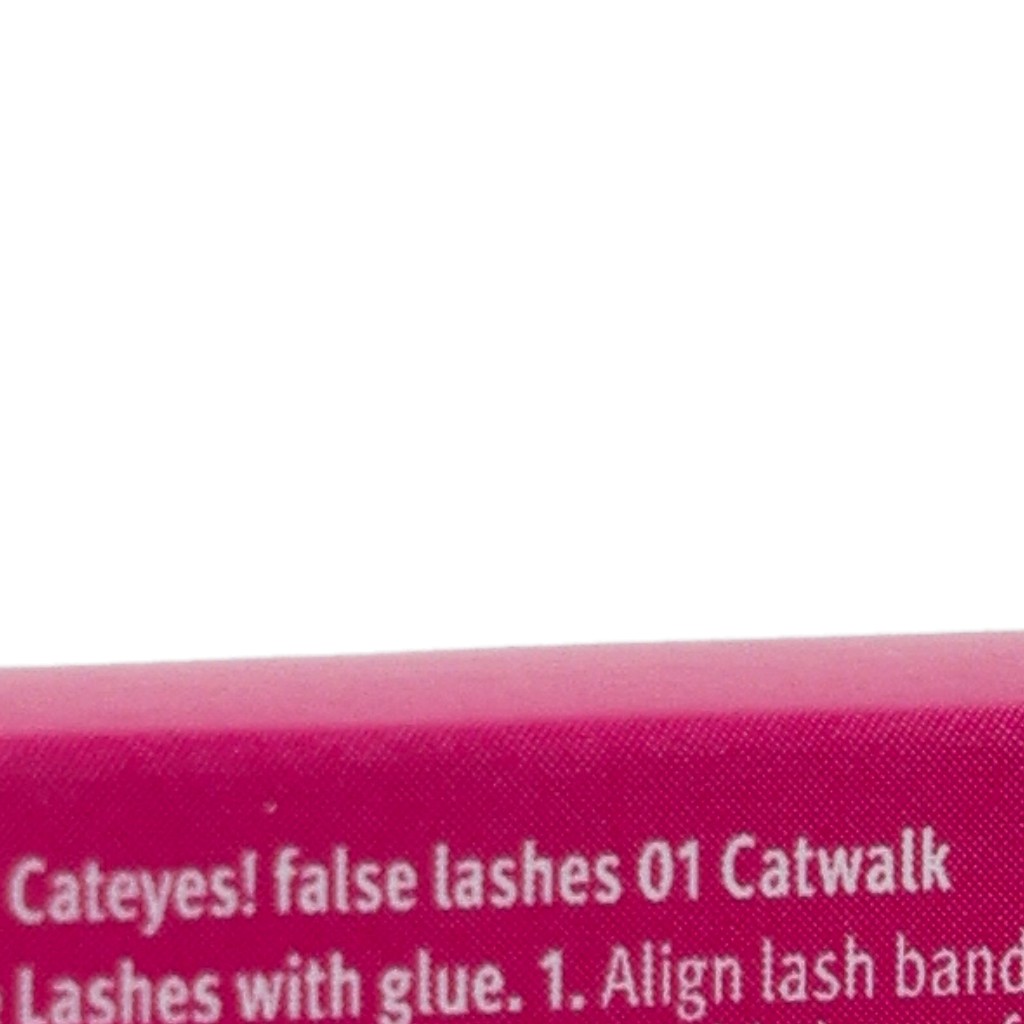 Cateyes! false lashes 01 Catwalk
Lashes with glue. 1. Align lash band